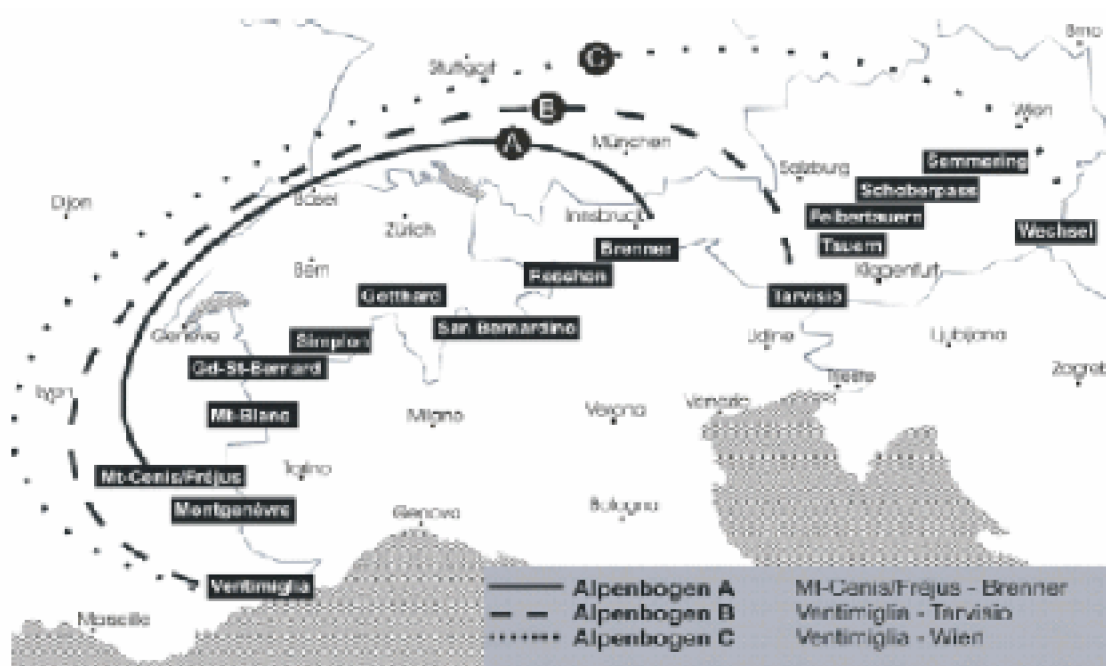 Brno
C
Stuttgart
B
Wien
A
München
Semmering
Salzburg
Schoberpass
Basel
Dijon
Innsbruck
Felbertauern
Zürich
Wechsel
Brenner
Tauern
Bern
Reschen
Klagenfurt
Gotthard
Tarvisio
San Bernardino
Genève
Simplon
Udine
Ljubljana
Gd-St-Bernard
Trieste
Zagreb
Lyon
Venezia
Mt-Blanc
Milano
Verona
Mt-Cenis/Fréjus
Torino
Montgenèvre
Genova
Bologna
Ventimiglia
Marseille
Alpenbogen A Mt-Cenis/Fréjus - Brenner
Alpenbogen B Ventimiglia - Tarvisio
Alpenbogen C Ventimiglia - Wien